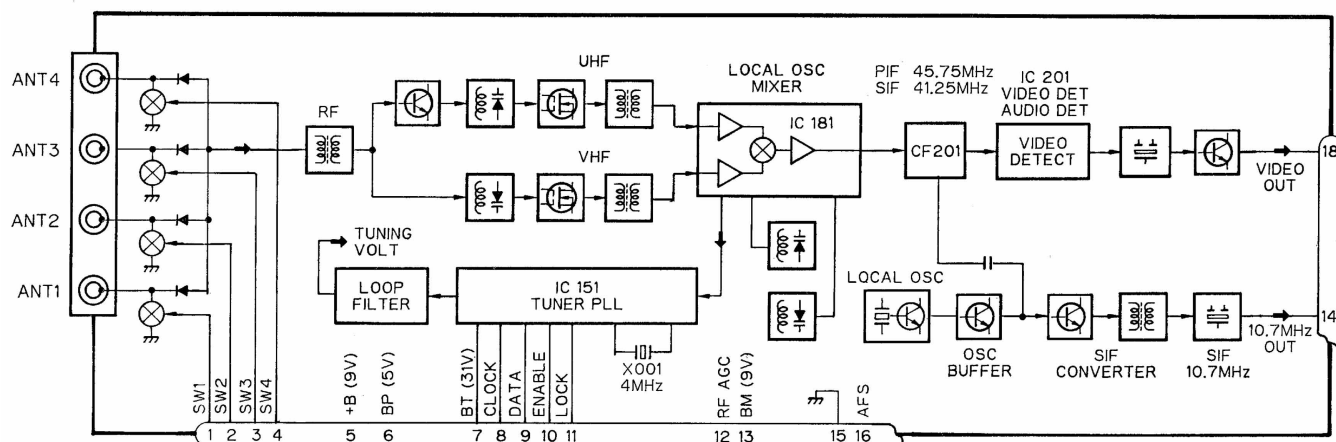 ANT4
ANT3
ANT2
ANT1
RF
UHF
VHF
LOCAL OSC
MIXER
IC 181
PIF 45.75MHz
SIF 41.25MHz
CF201
IC 201
VIDEO DET
AUDIO DET
VIDEO
DETECT
VIDEO
OUT
18
TUNING
VOLT
LOOP
FILTER
IC 151
TUNER PLL
X001
4MHz
LOCAL OSC
OSC
BUFFER
SIF
CONVERTER
SIF
10.7MHz
10.7MHz
OUT
14
SW1
SW2
SW3
SW4
+B (9V)
BP (5V)
BT (31V)
CLOCK
DATA
ENABLE
LOCK
RF AGC
BM (9V)
AFS
1 2 3 4 5 6 7 8 9 10 11 12 13 15 16